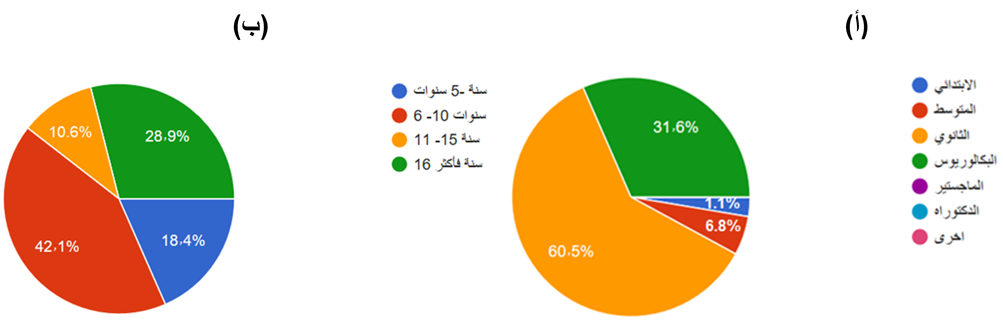 (أ)
الابتدائي
المتوسط
الثانوي
البكالوريوس
الماجستير
الدكتوراه
اخرى
31،6%
1.1%
6.8%
60،5%
(ب)
سنة -5 سنوات
سنوات 10- 6
سنة 15- 11
سنة فأكثر 16
10.6%
28،9%
42،1%
18،4%